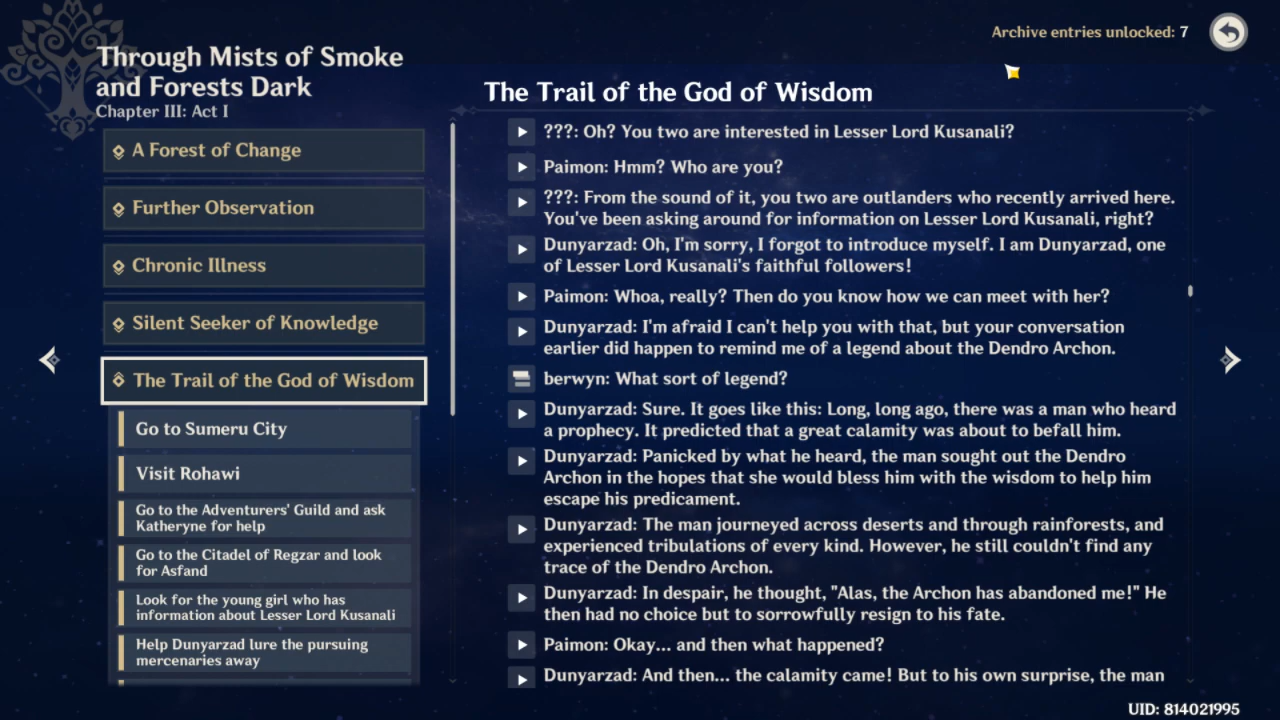 Through Mists of Smoke
and Forests Dark
Chapter III: Act I
A Forest of Change
Further Observation
Chronic Illness
Silent Seeker of Knowledge
The Trail of the God of Wisdom
Go to Sumeru City
Visit Rohawi
Go to the Adventurers' Guild and ask
Katheryne for help
Go to the Citadel of Regzar and look
for Asfand
Look for the young girl who has
information about Lesser Lord Kusanali
Help Dunyarzad lure the pursuing
mercenaries away
Archive entries unlocked: 7
The Trail of the God of Wisdom
???: Oh? You two are interested in Lesser Lord Kusanali?
Paimon: Hmm? Who are you?
???: From the sound of it, you two are outlanders who recently arrived here.
You've been asking around for information on Lesser Lord Kusanali, right?
Dunyarzad: Oh, I'm sorry, I forgot to introduce myself. I am Dunyarzad, one
of Lesser Lord Kusanali's faithful followers!
Paimon: Whoa, really? Then do you know how we can meet with her?
Dunyarzad: I'm afraid I can't help you with that, but your conversation
earlier did happen to remind me of a legend about the Dendro Archon.
berwyn: What sort of legend?
Dunyarzad: Sure. It goes like this: Long, long ago, there was a man who heard
a prophecy. It predicted that a great calamity was about to befall him.
Dunyarzad: Panicked by what he heard, the man sought out the Dendro
Archon in the hopes that she would bless him with the wisdom to help him
escape his predicament.
Dunyarzad: The man journeyed across deserts and through rainforests, and
experienced tribulations of every kind. However, he still couldn't find any
trace of the Dendro Archon.
Dunyarzad: In despair, he thought, "Alas, the Archon has abandoned me!" He
then had no choice but to sorrowfully resign to his fate.
Paimon: Okay... and then what happened?
Dunyarzad: And then... the calamity came! But to his own surprise, the man
UID: 814021995